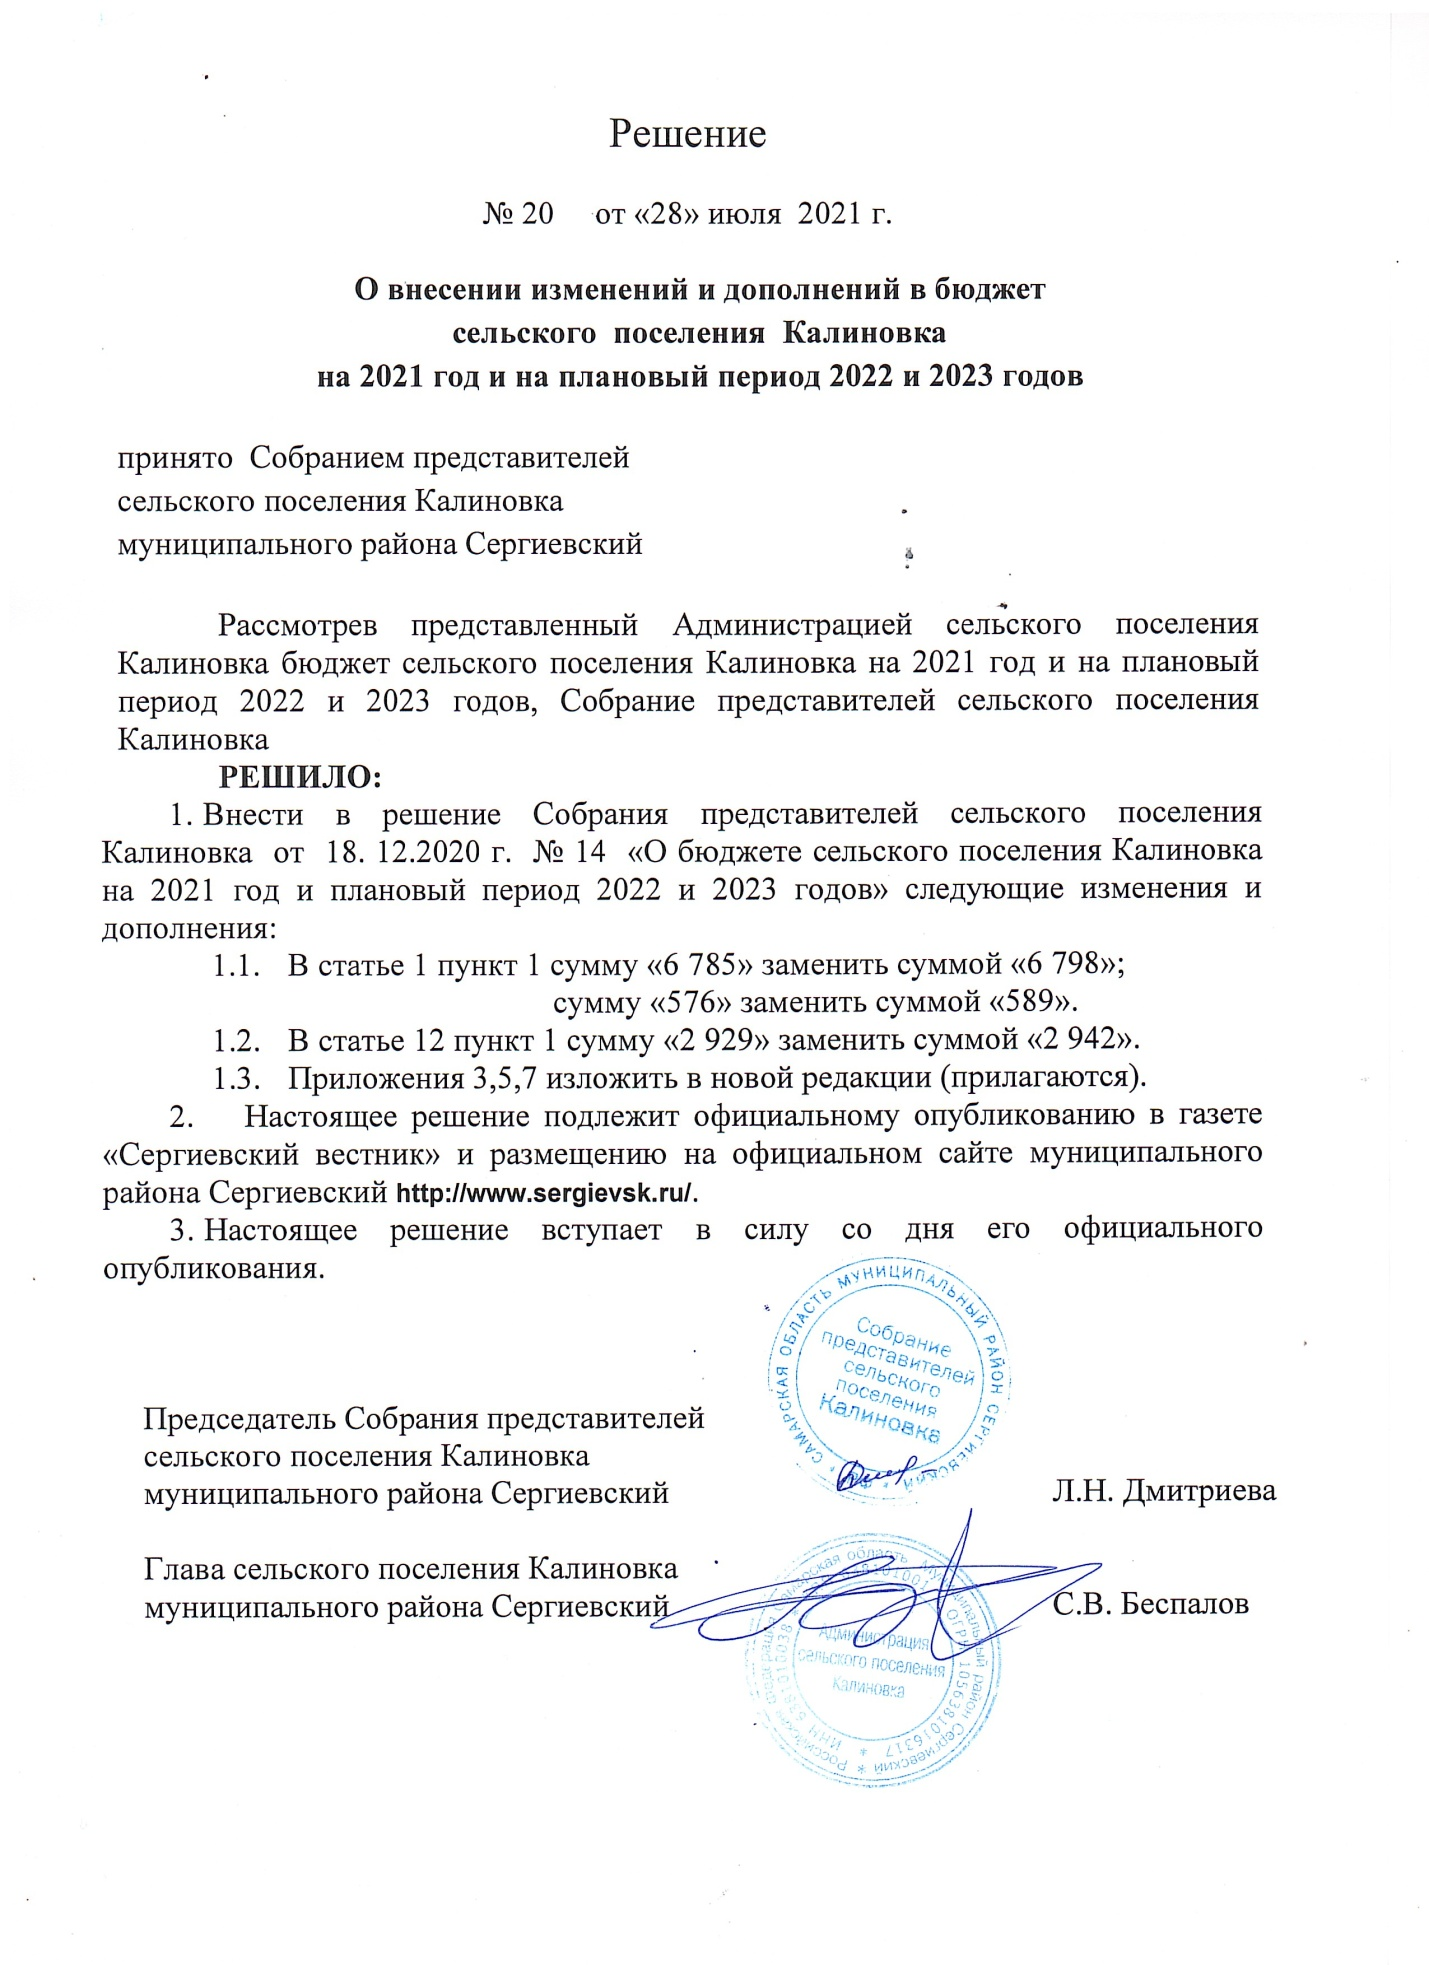 Решение
№ 20 от «28» июля 2021 г.
О внесении изменений и дополнений в бюджет
сельского поселения Калиновка
на 2021 год и на плановый период 2022 и 2023 годов
принято Собранием представителей
сельского поселения Калиновка
муниципального района Сергиевский
Рассмотрев представленный Администрацией сельского поселения
Калиновка бюджет сельского поселения Калиновка на 2021 год и на плановый
период 2022 и 2023 годов, Собрание представителей сельского поселения
Калиновка
РЕШИЛО:
1. Внести в решение Собрания представителей сельского поселения
Калиновка от 18. 12.2020 г. № 14 «О бюджете сельского поселения Калиновка
на 2021 год и плановый период 2022 и 2023 годов» следующие изменения и
дополнения:
1.1. В статье 1 пункт 1 сумму «6 785» заменить суммой «6 798»;
сумму «576» заменить суммой «589».
1.2. В статье 12 пункт 1 сумму «2 929» заменить суммой «2 942».
1.3. Приложения 3,5,7 изложить в новой редакции (прилагаются).
2. Настоящее решение подлежит официальному опубликованию в газете
«Сергиевский вестник» и размещению на официальном сайте муниципального
района Сергиевский http://www.sergievsk.ru/.
3. Настоящее решение вступает в силу со дня его официального
опубликования.
САМАРСКАЯ ОБЛАСТЬ МУНИЦИПАЛЬНЫЙ РАЙОН СЕРГИЕВСКИЙ
Собрание
представителей
сельского
поселения
Калиновка
Председатель Собрания представителей
сельского поселения Калиновка
муниципального района Сергиевский Л.Н. Дмитриева
Глава сельского поселения Калиновка
муниципального района Сергиевский С.В. Беспалов
Российская Самарская область муниципальный район Сергиевский *
ОГРН 1056381016317 * ИНН
Администрация
сельского поселения
Калиновка